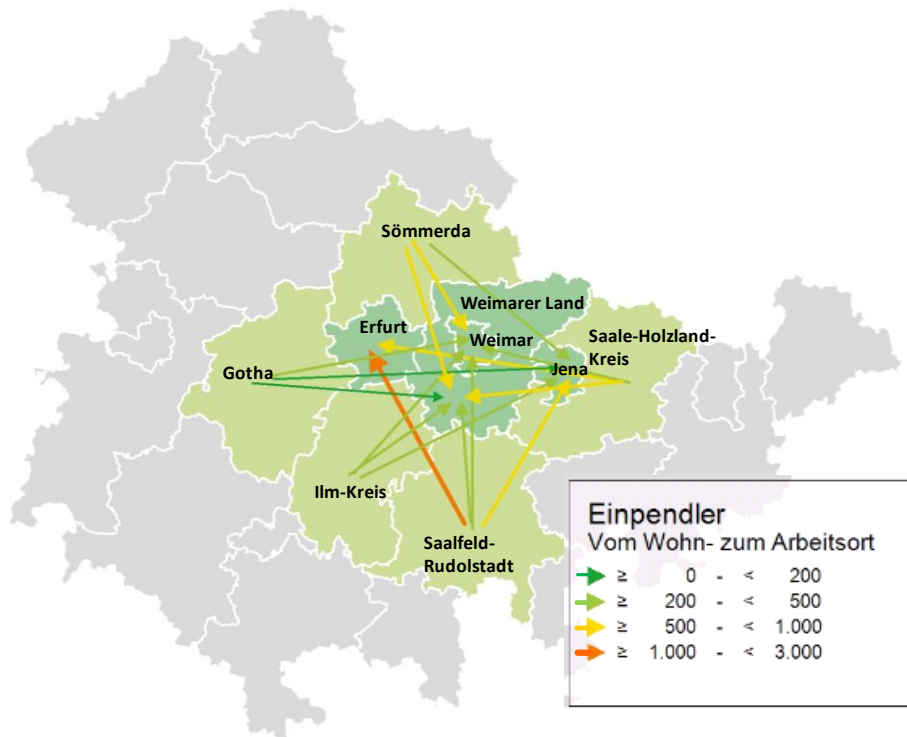 Sömmerda
Weimarer Land
Erfurt
Weimar
Saale-Holzland-
Kreis
Gotha
Jena
Ilm-Kreis
Saalfeld-
Rudolstadt
Einpendler
Vom Wohn- zum Arbeitsort
≥ 0 - < 200
≥ 200 - < 500
≥ 500 - < 1.000
≥ 1.000 - < 3.000